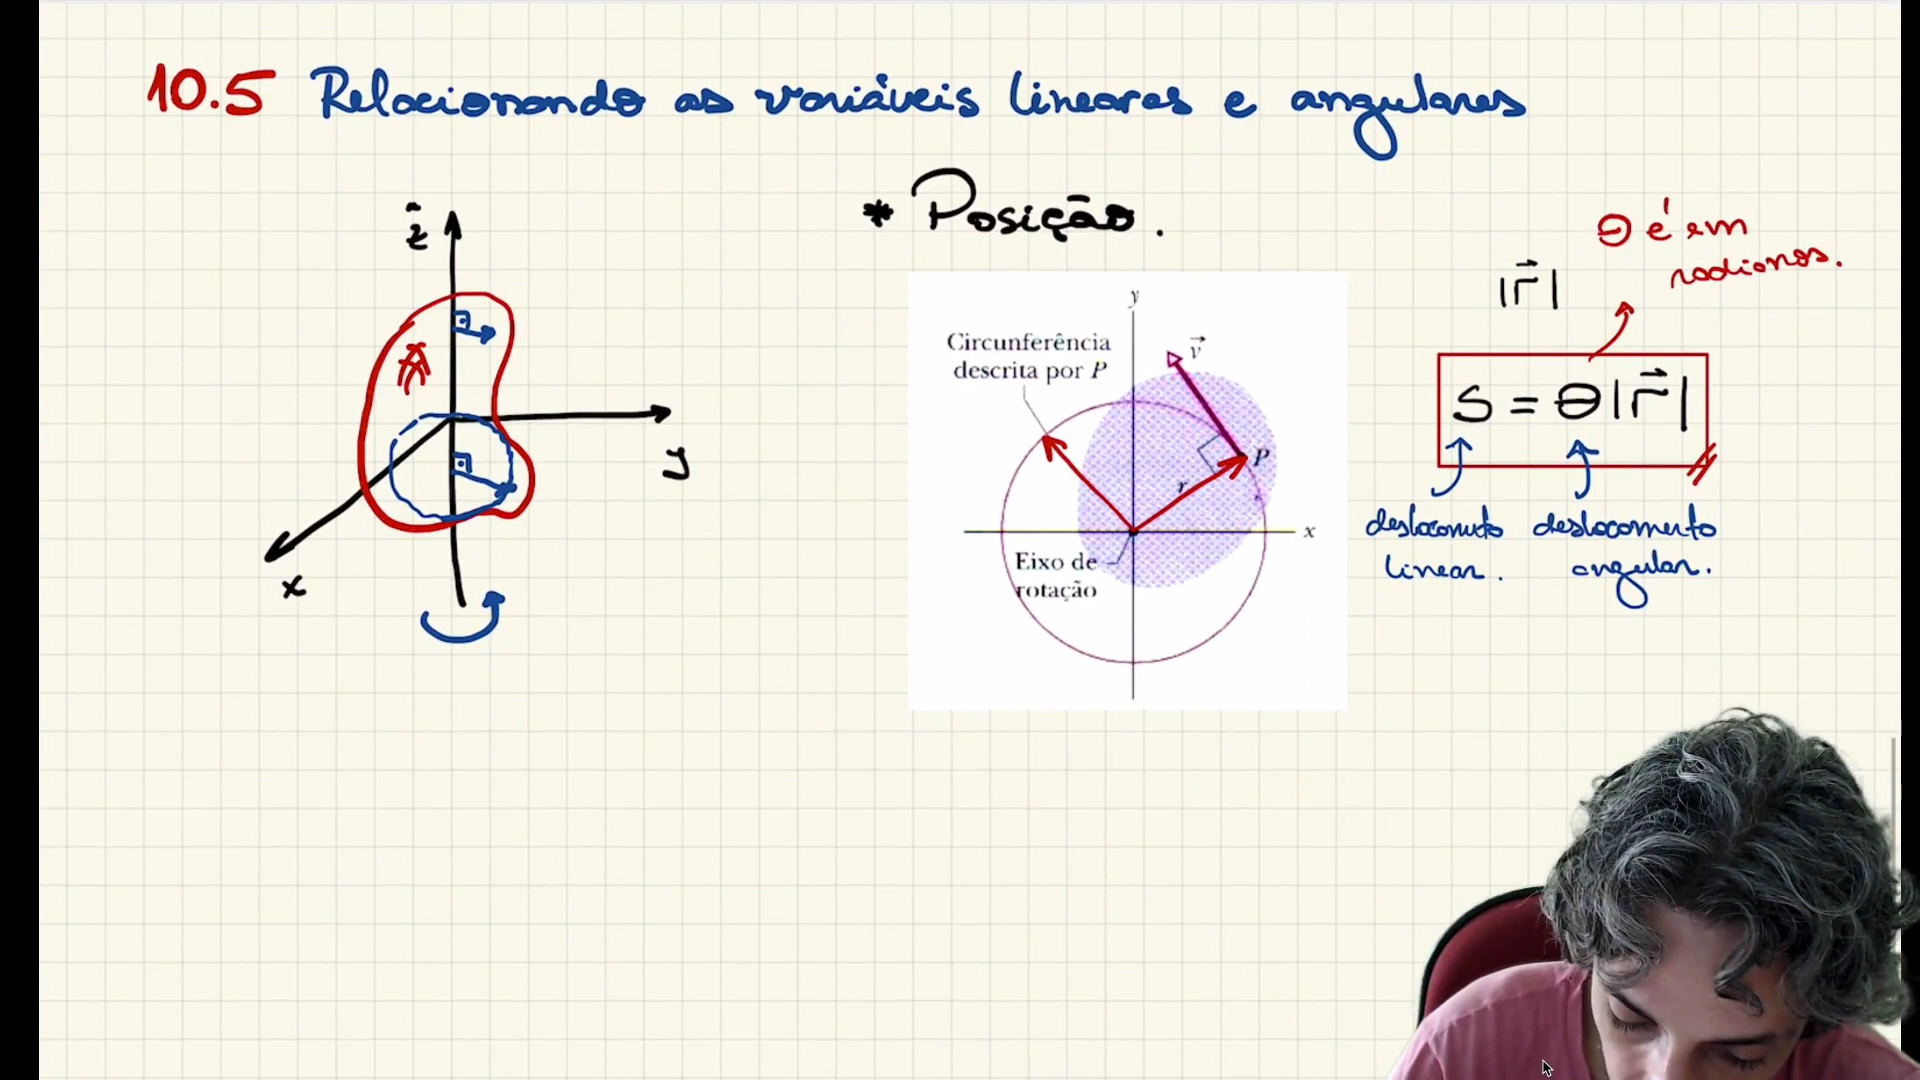 10.5 Relacionando as variáveis lineares e angulares
z
y
x
* Posição.
y
Circunferência
descrita por P
v
P
r
x
Eixo de
rotação
θ é em
radianos.
|r⃗|
S = θ|r⃗|
deslocamento
angular.
linear.